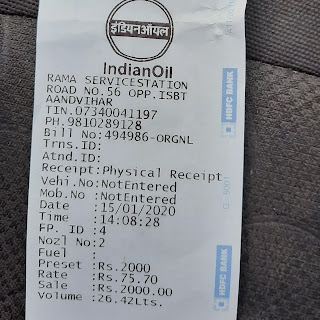 इंडियनऑयल
IndianOil
RAMA SERVICESTATION
ROAD NO.56 OPP.ISBT
AANDVIHAR
TIN.07340041197
PH.9810289128
Bill No:494986-ORGNL
Trns.ID:
Atnd.ID:
Receipt:Physical Receipt
Vehi.No:NotEntered
Mob.No :NotEntered
Date :15/01/2020
Time :14:08:28
FP. ID :4
Nozl No:2
Fuel :
Preset :Rs.2000
Rate :Rs.75.70
Sale :Rs.2000.00
Volume :26.42Lts.
HDFC BANK
HDFC BANK